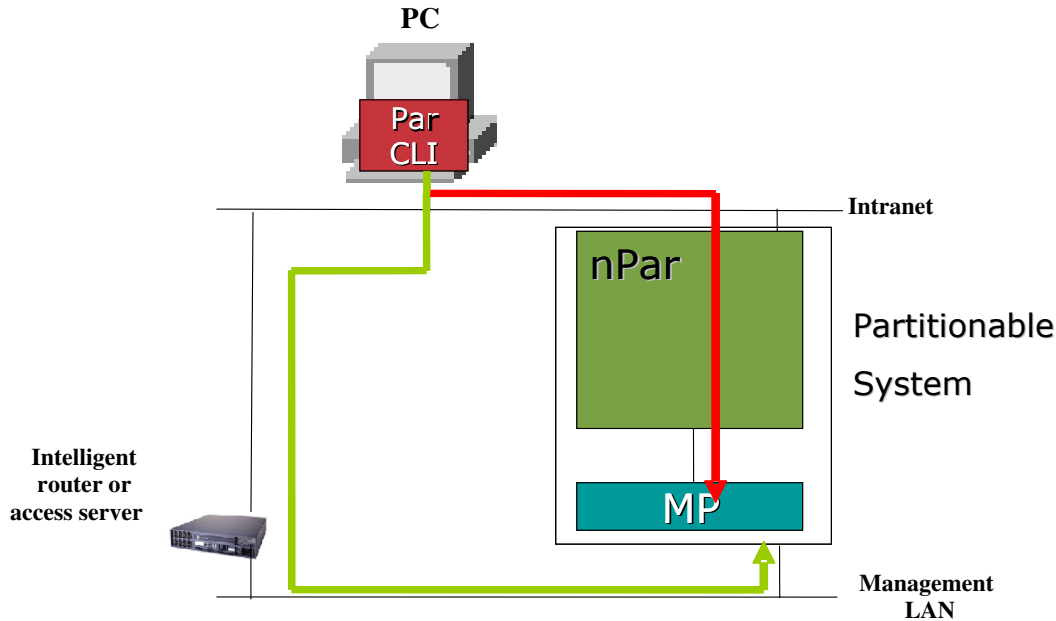 PC
Par
CLI
Intranet
nPar
Partitionable
System
Intelligent
router or
access server
MP
Management
LAN